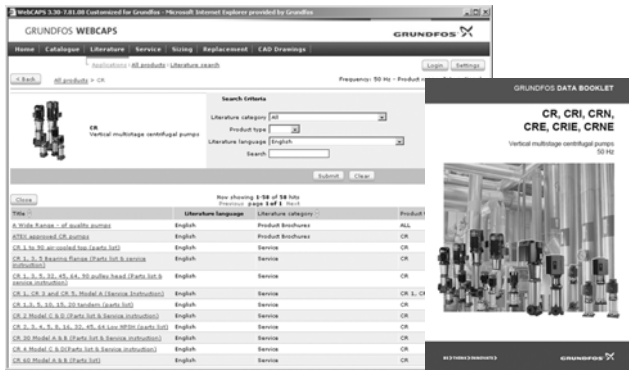 WebCAPS 3.30-7.01.00 Customized for Grundfos - Microsoft Internet Explorer provided by Grundfos
GRUNDFOS WEBCAPS
GRUNDFOS
Home Catalogue Literature Service Sizing Replacement CAD Drawings
Applications › All products › Literature search
Login Settings
< Back All products > CR
Frequency: 50 Hz - Product
Search Criteria
Literature category All
Product type
Literature language English
Search
CR
Vertical multistage centrifugal pumps
Submit Clear
Close
Now showing 1-58 of 58 hits
Previous page 1 of 1 Next
Title Literature language Literature category Product
A Wide Range - of quality pumps English Product Brochures ALL
ATEX approved CR pumps English Product Brochures CR
CR 1 to 90 air-cooled top (parts list) English Service CR
CR 1, 3, 5 Bearing flange (Parts list & service instruction) English Service CR
CR 1, 3, 5, 32, 45, 64, 90 pulley head (Parts list & service instruction) English Service CR
CR 1, CR 3 and CR 5, Model A (Service Instruction) English Service CR 1, CR
CR 1, 3, 5, 10, 15, 20 tandem (parts list) English Service CR
CR 2 Model C & D (Parts list & Service instruction) English Service CR
CR 2, 3, 4, 5, 8, 16, 32, 45, 64 Low NPSH (parts list) English Service CR
CR 30 Model A & B (Parts list & Service instruction) English Service CR
CR 4 Model C & D(Parts list & Service instruction) English Service CR
CR 60 Model A & B (Parts list) English Service CR
GRUNDFOS DATA BOOKLET
CR, CRI, CRN,
CRE, CRIE, CRNE
Vertical multistage centrifugal pumps
50 Hz
BE > THINK > INNOVATE >
GRUNDFOS